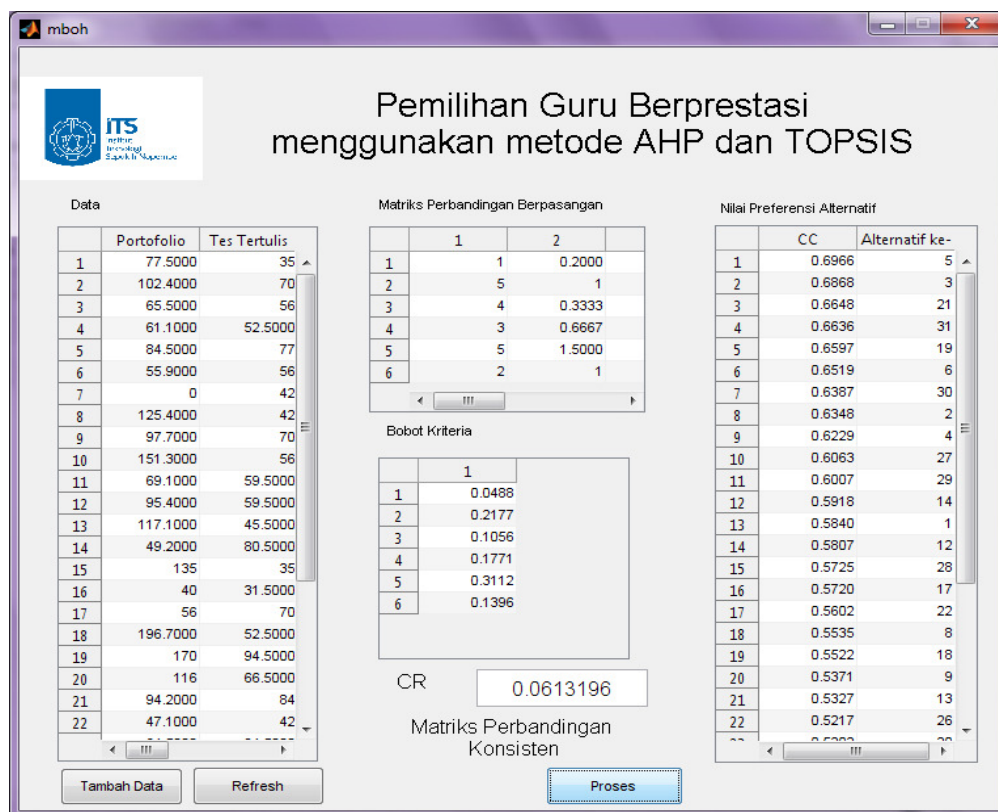 mboh
ITS
Institut
Teknologi
Sepuluh Nopember
Pemilihan Guru Berprestasi
menggunakan metode AHP dan TOPSIS
Data
Portofolio Tes Tertulis
1 77.5000 35
2 102.4000 70
3 65.5000 56
4 61.1000 52.5000
5 84.5000 77
6 55.9000 56
7 0 42
8 125.4000 42
9 97.7000 70
10 151.3000 56
11 69.1000 59.5000
12 95.4000 59.5000
13 117.1000 45.5000
14 49.2000 80.5000
15 135 35
16 40 31.5000
17 56 70
18 196.7000 52.5000
19 170 94.5000
20 116 66.5000
21 94.2000 84
22 47.1000 42
Tambah Data
Refresh
Matriks Perbandingan Berpasangan
1 2
1 1 0.2000
2 5 1
3 4 0.3333
4 3 0.6667
5 5 1.5000
6 2 1
Bobot Kriteria
1
1 0.0488
2 0.2177
3 0.1056
4 0.1771
5 0.3112
6 0.1396
CR 0.0613196
Matriks Perbandingan
Konsisten
Proses
Nilai Preferensi Alternatif
CC Alternatif ke-
1 0.6966 5
2 0.6868 3
3 0.6648 21
4 0.6636 31
5 0.6597 19
6 0.6519 6
7 0.6387 30
8 0.6348 2
9 0.6229 4
10 0.6063 27
11 0.6007 29
12 0.5918 14
13 0.5840 1
14 0.5807 12
15 0.5725 28
16 0.5720 17
17 0.5602 22
18 0.5535 8
19 0.5522 18
20 0.5371 9
21 0.5327 13
22 0.5217 26